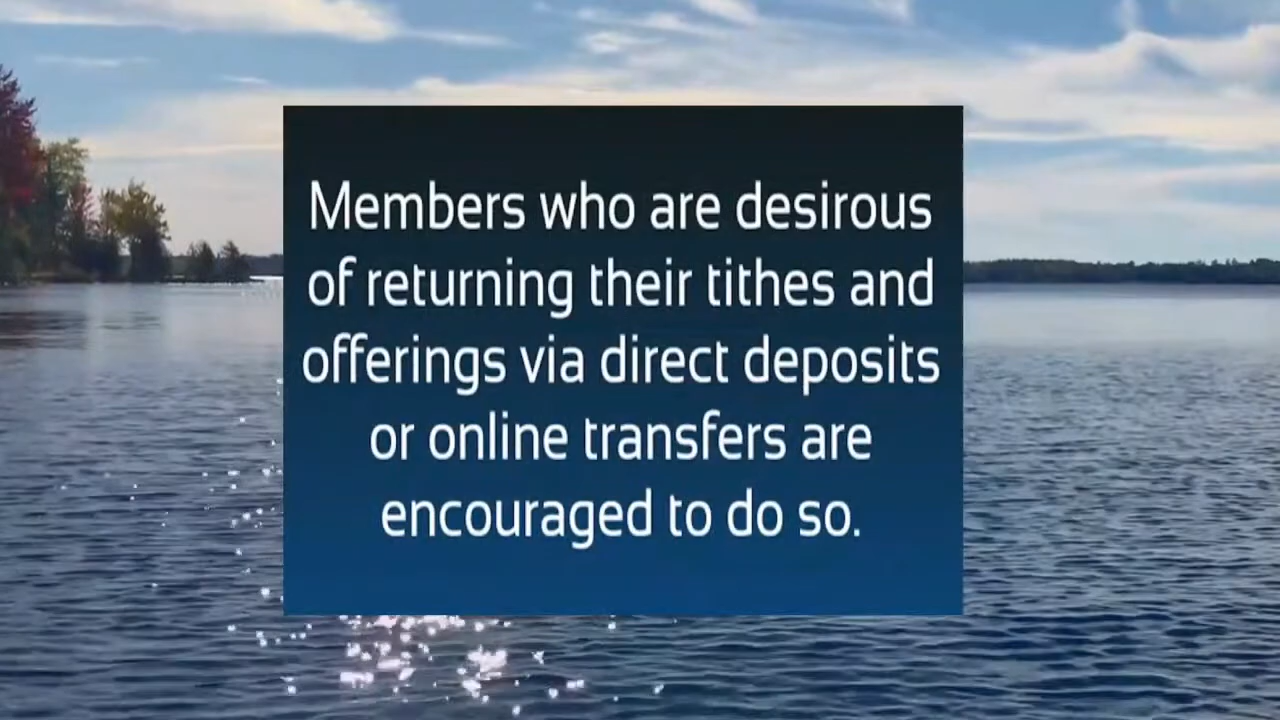 Members who are desirous
of returning their tithes and
offerings via direct deposits
or online transfers are
encouraged to do so.